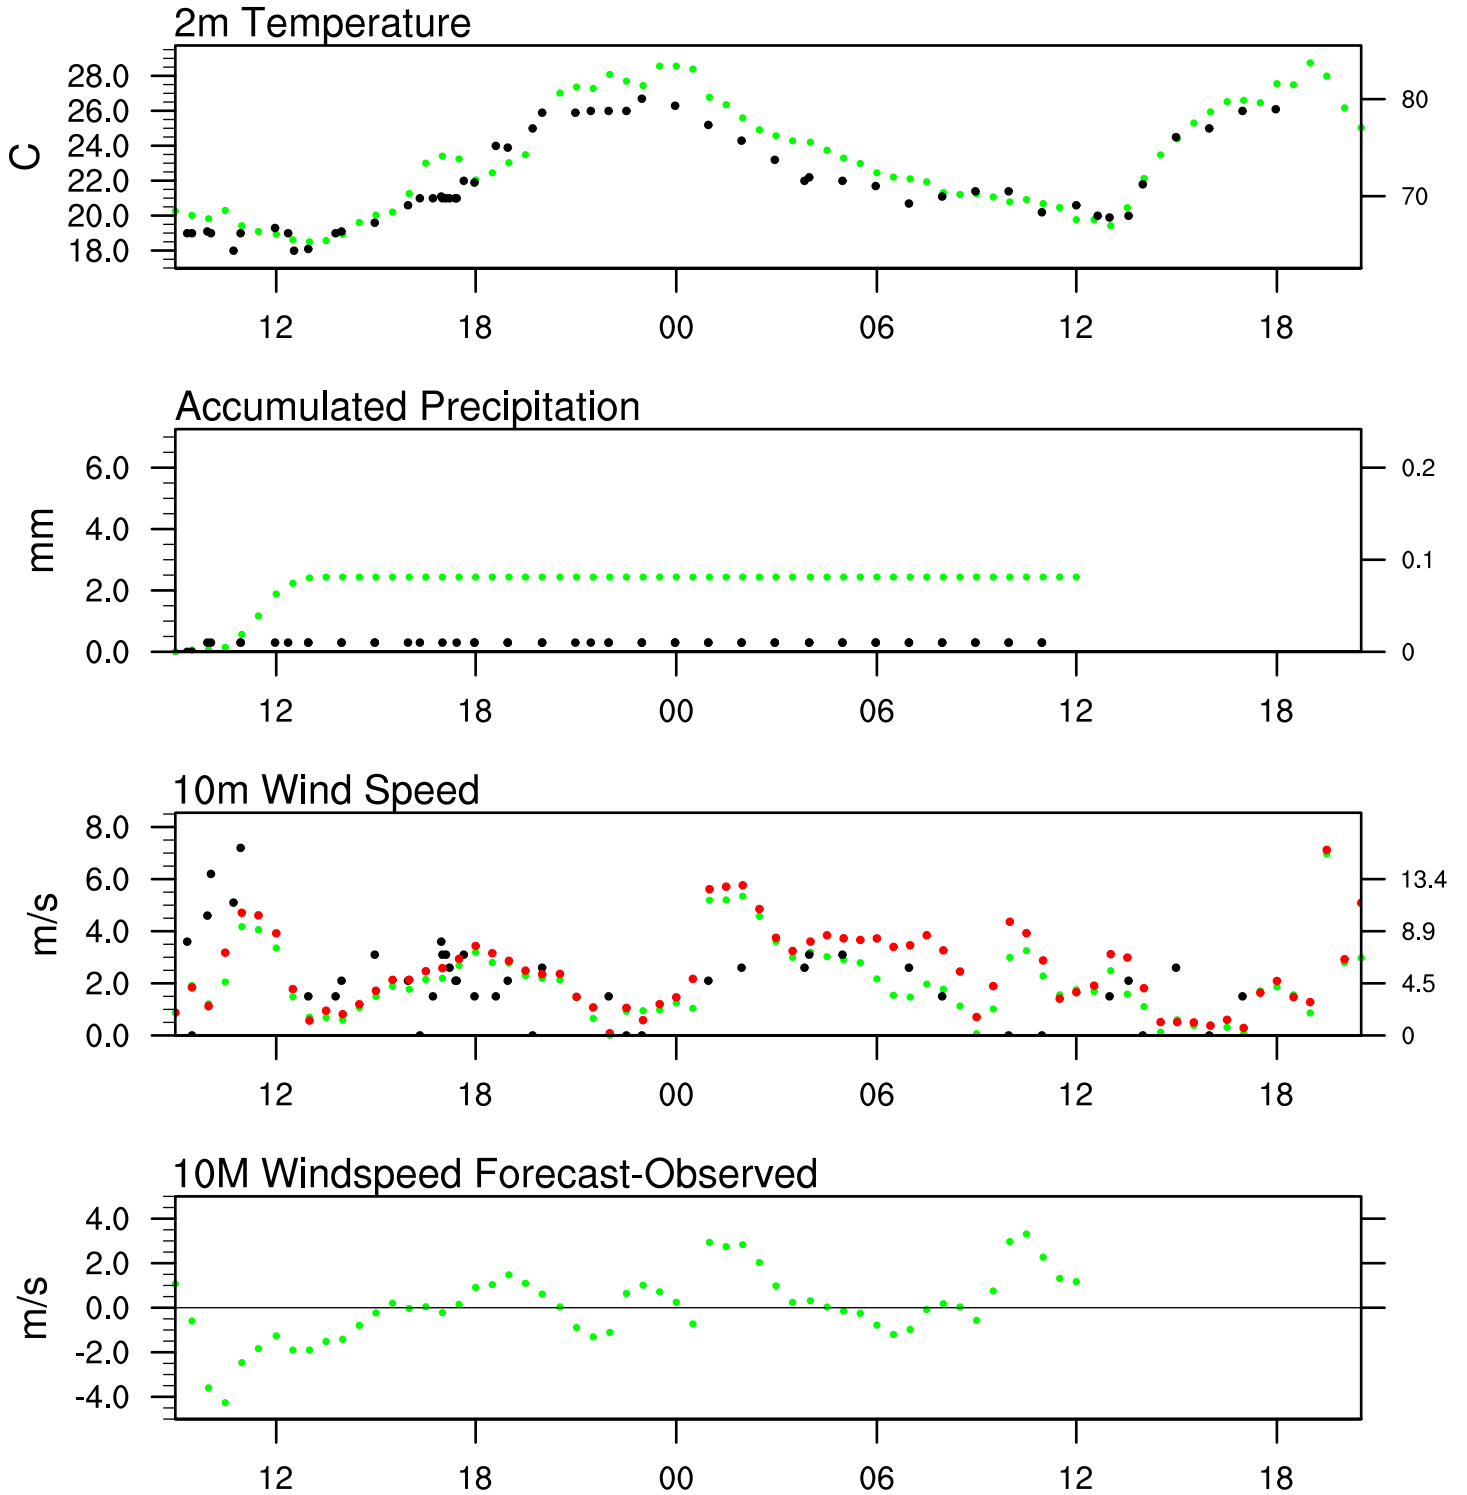 2m Temperature
28.0
26.0
24.0
22.0
20.0
18.0
C
80
70
12 18 00 06 12 18
Accumulated Precipitation
6.0
4.0
2.0
0.0
mm
0.2
0.1
0
12 18 00 06 12 18
10m Wind Speed
8.0
6.0
4.0
2.0
0.0
m/s
13.4
8.9
4.5
0
12 18 00 06 12 18
10M Windspeed Forecast-Observed
4.0
2.0
0.0
-2.0
-4.0
m/s
12 18 00 06 12 18